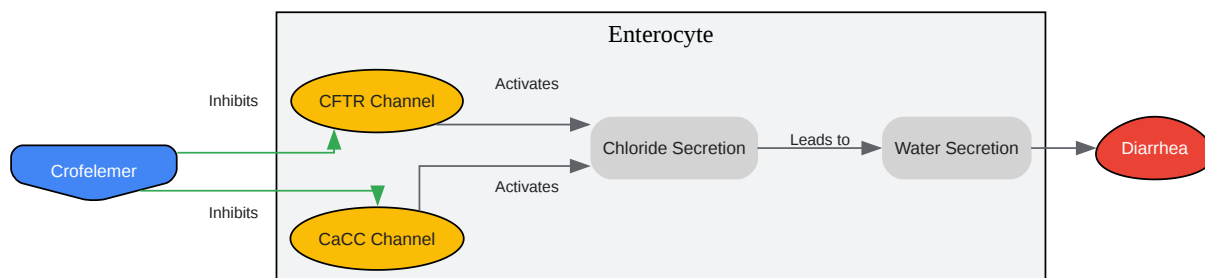 Enterocyte
Inhibits
CFTR Channel
Activates
Crofelemer
Chloride Secretion
Leads to
Water Secretion
Diarrhea
Inhibits
CaCC Channel
Activates